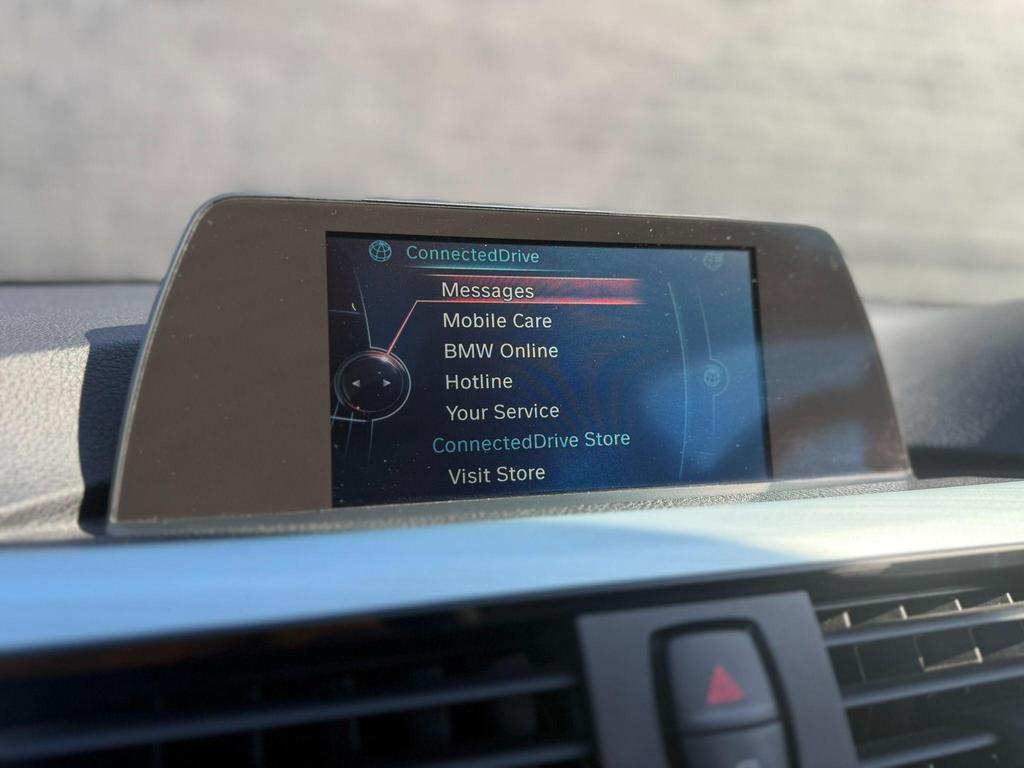 ConnectedDrive
Messages
Mobile Care
BMW Online
Hotline
Your Service
ConnectedDrive Store
Visit Store